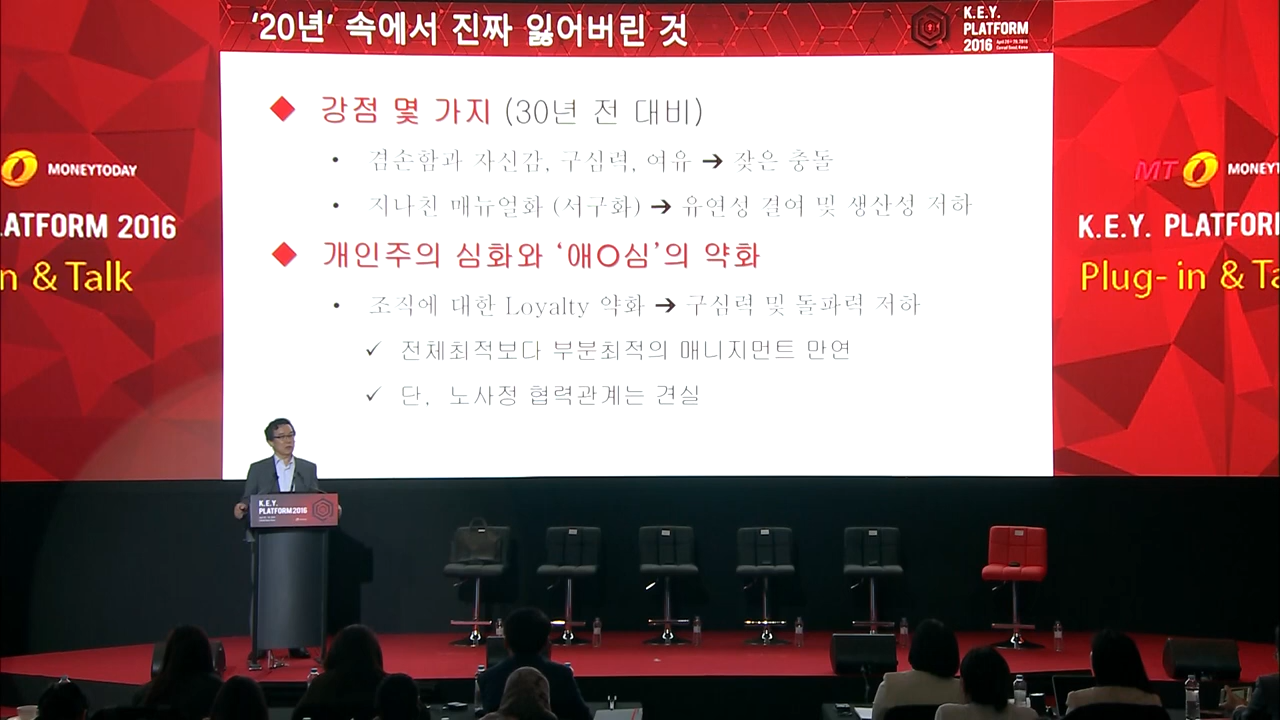 '20년' 속에서 진짜 잃어버린 것
K.E.Y.
PLATFORM
2016
◆ 강점 몇 가지 (30년 전 대비)
• 겸손함과 자신감, 구심력, 여유 ➔ 잦은 충돌
• 지나친 매뉴얼화 (서구화) ➔ 유연성 결여 및 생산성 저하
◆ 개인주의 심화와 '애O심'의 약화
• 조직에 대한 Loyalty 약화 ➔ 구심력 및 돌파력 저하
✓ 전체최적보다 부분최적의 매니지먼트 만연
✓ 단, 노사정 협력관계는 견실
MONEYTODAY
LATFORM 2016
n & Talk
MT MONEYT
K.E.Y. PLATFOR
Plug-in & Ta
K.E.Y.
PLATFORM 2016